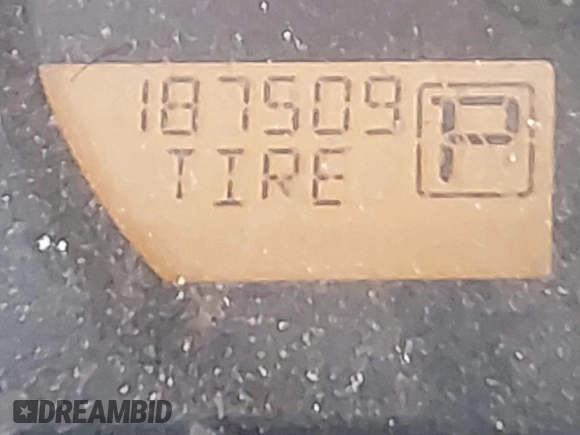 187509
P
TIRE
DREAMBID